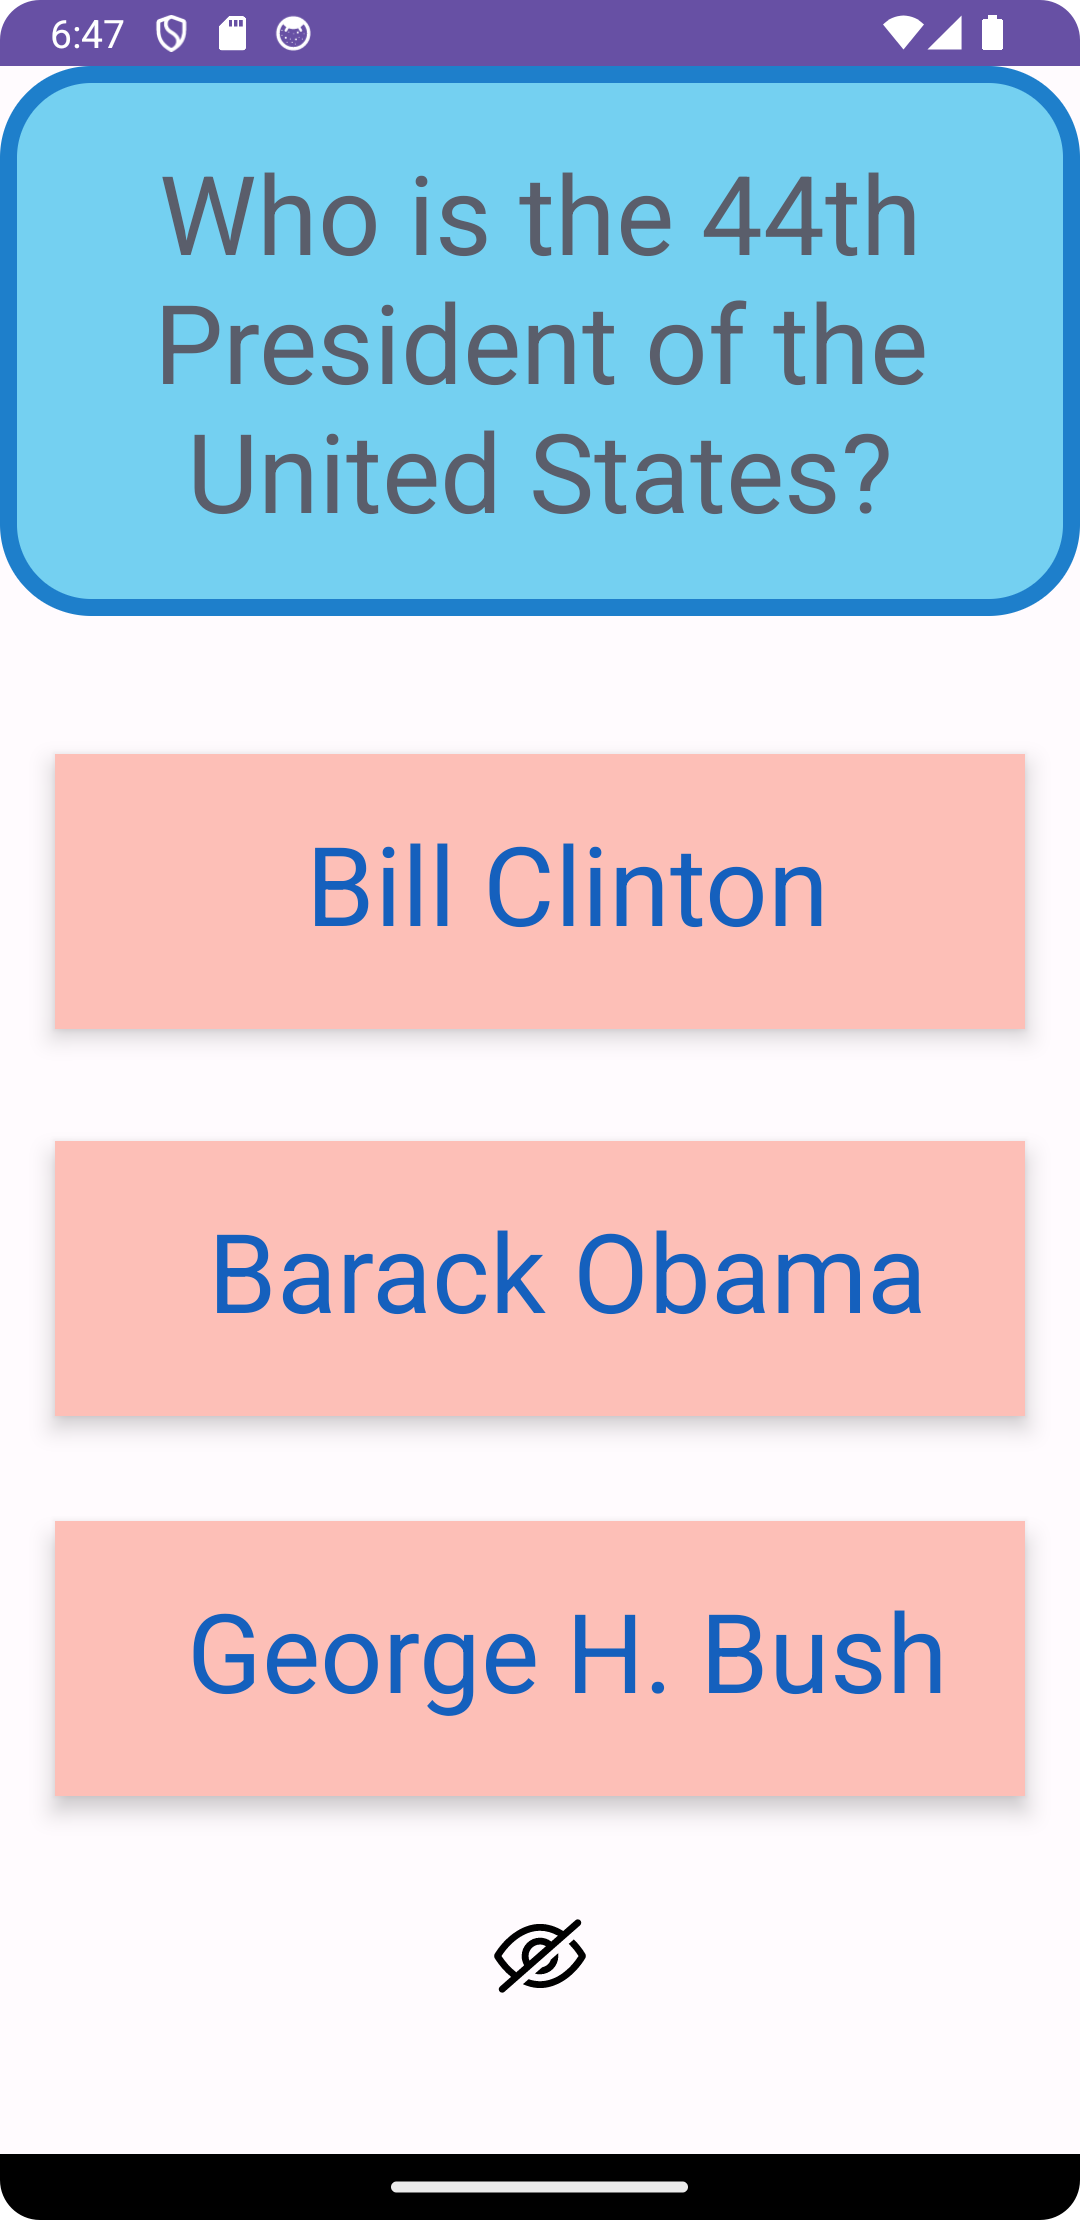 6:47
Who is the 44th
President of the
United States?
Bill Clinton
Barack Obama
George H. Bush